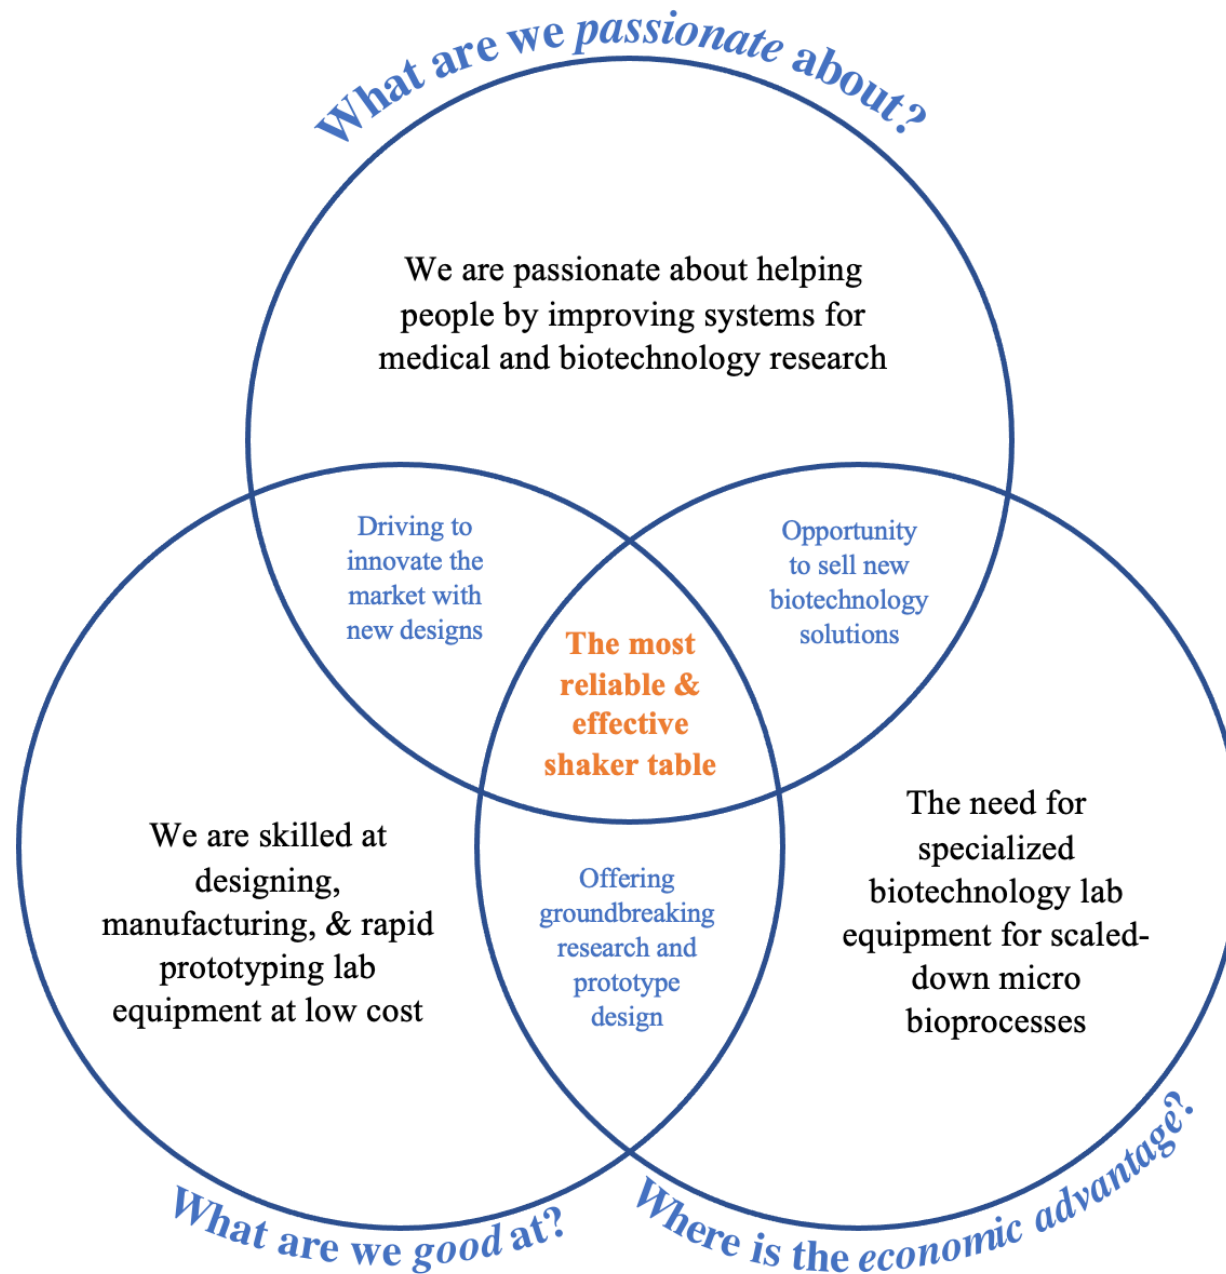 What are we passionate about?
We are passionate about helping
people by improving systems for
medical and biotechnology research
Driving to
innovate the
market with
new designs
Opportunity
to sell new
biotechnology
solutions
The most
reliable &
effective
shaker table
We are skilled at
designing,
manufacturing, & rapid
prototyping lab
equipment at low cost
Offering
groundbreaking
research and
prototype
design
The need for
specialized
biotechnology lab
equipment for scaled-
down micro
bioprocesses
What are we good at?
Where is the economic advantage?